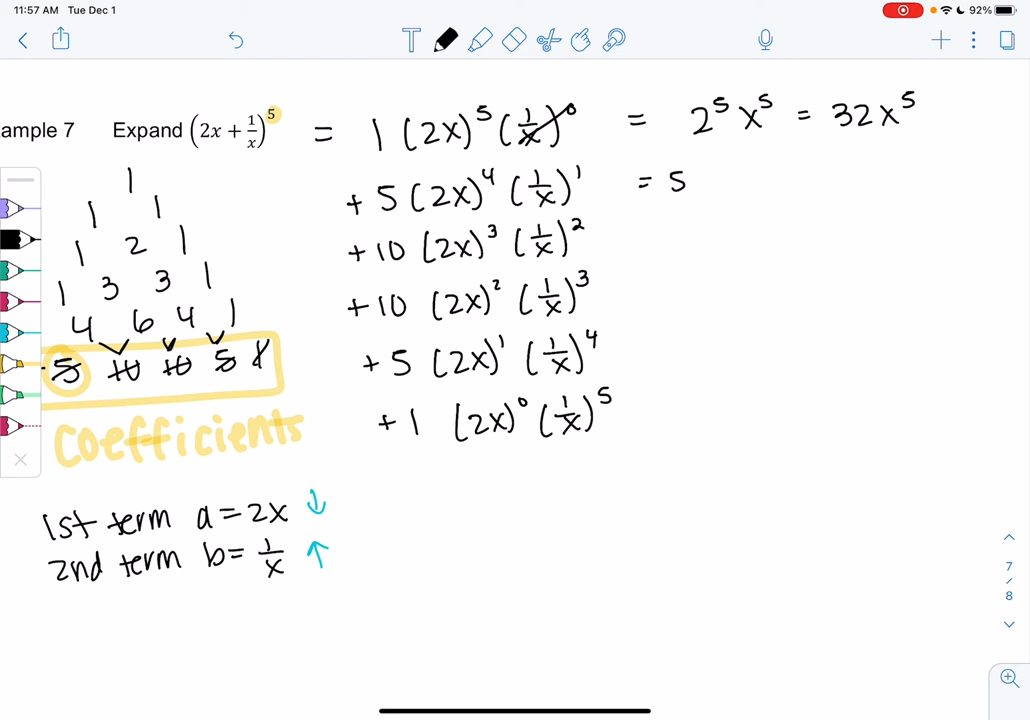 11:57 AM Tue Dec 1
92%
ample 7 Expand (2x + 1/x)^5 = 1 (2x)^5 (1/x)^0 = 2^5 x^5 = 32x^5
+ 5 (2x)^4 (1/x)^1 = 5
+ 10 (2x)^3 (1/x)^2
+ 10 (2x)^2 (1/x)^3
+ 5 (2x)^1 (1/x)^4
+ 1 (2x)^0 (1/x)^5
1
1 1
1 2 1
1 3 3 1
4 6 4 1
5 10 10 5 1
Coefficients
1st term a = 2x ↓
2nd term b = 1/x ↑
7
/
8